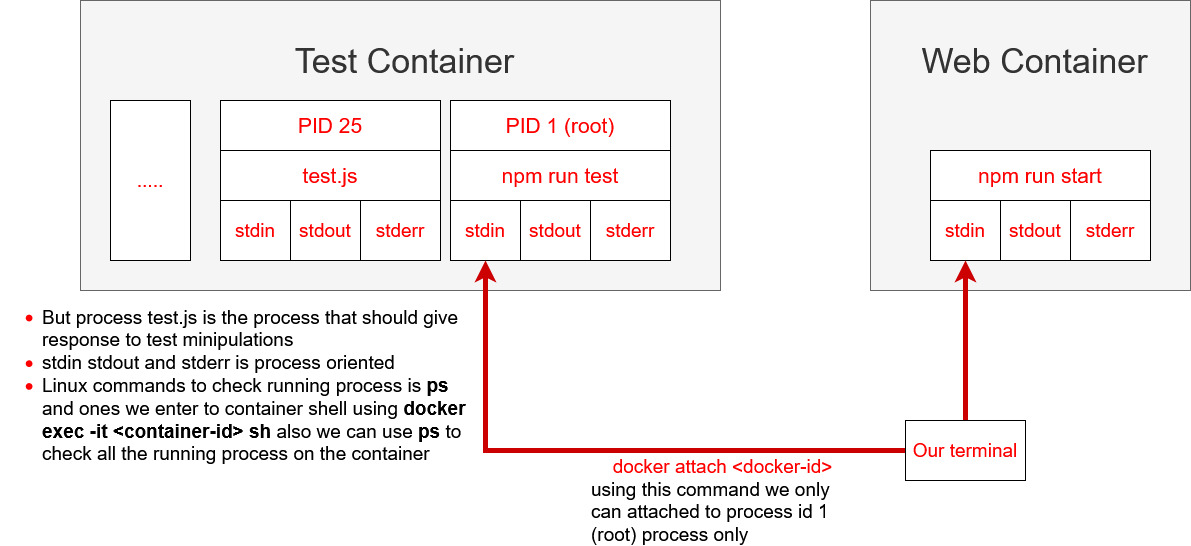 Test Container
Web Container
.....
PID 25
test.js
stdin
stdout
stderr
PID 1 (root)
npm run test
stdin
stdout
stderr
npm run start
stdin
stdout
stderr
But process test.js is the process that should give
response to test minipulations
stdin stdout and stderr is process oriented
Linux commands to check running process is ps
and ones we enter to container shell using docker
exec -it <container-id> sh also we can use ps to
check all the running process on the container
Our terminal
docker attach <docker-id>
using this command we only
can attached to process id 1
(root) process only